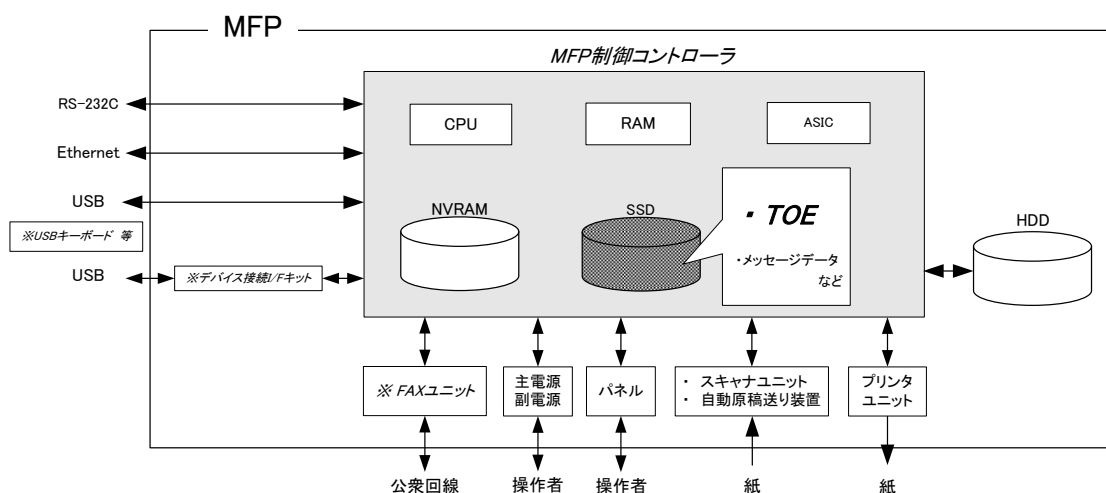 MFP
MFP制御コントローラ
RS-232C
CPU
RAM
ASIC
Ethernet
USB
NVRAM
SSD
・ TOE
HDD
※USBキーボード 等
・メッセージデータ
など
USB
※デバイス接続I/Fキット
※ FAXユニット
主電源
副電源
パネル
・ スキャナユニット
・ 自動原稿送り装置
プリンタ
ユニット
公衆回線
操作者
操作者
紙
紙